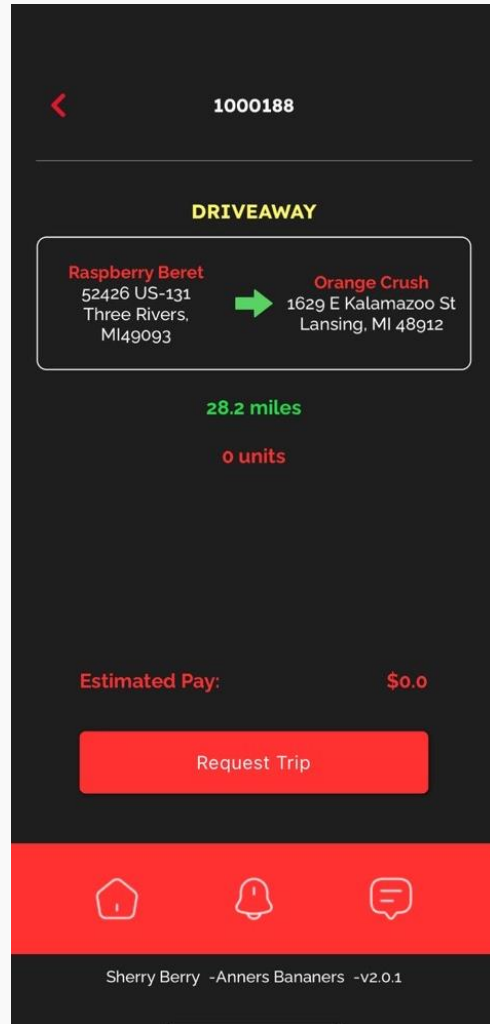 1000188
DRIVEAWAY
Raspberry Beret
52426 US-131
Three Rivers,
MI49093
Orange Crush
1629 E Kalamazoo St
Lansing, MI 48912
28.2 miles
0 units
Estimated Pay: $0.0
Request Trip
Sherry Berry -Anners Bananers -v2.0.1